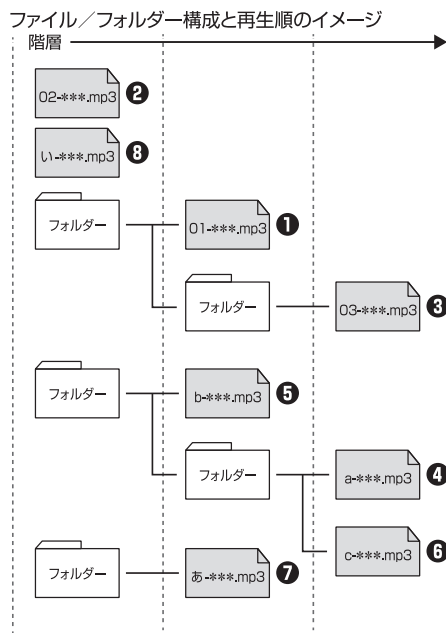 ファイル／フォルダー構成と再生順のイメージ
階層
02-***.mp3 ❷
い-***.mp3 ❽
フォルダー 01-***.mp3 ❶
フォルダー 03-***.mp3 ❸
フォルダー b-***.mp3 ❺
フォルダー a-***.mp3 ❹
c-***.mp3 ❻
フォルダー あ-***.mp3 ❼